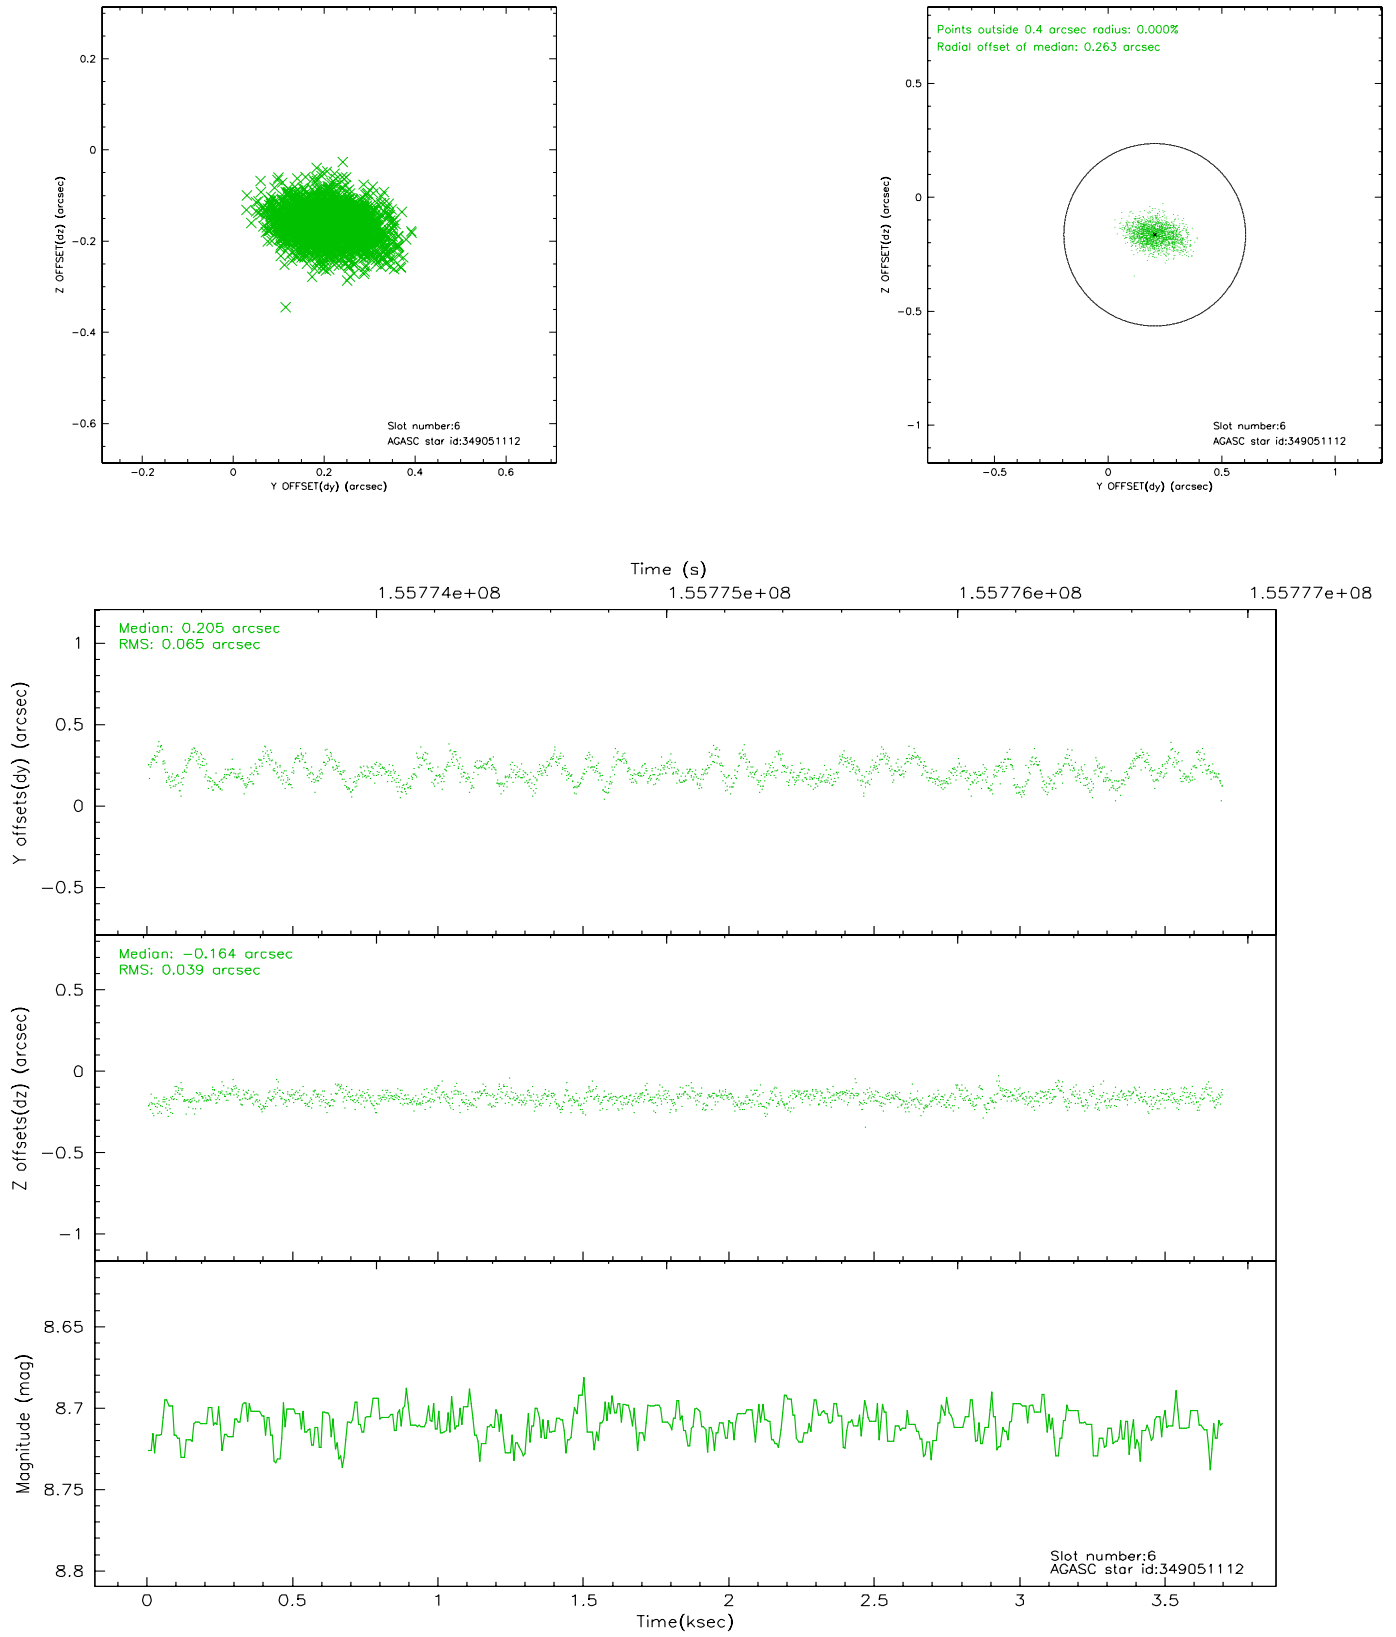 0.2
0
−0.2
−0.4
−0.6
Z OFFSET(dz) (arcsec)
Slot number:6
AGASC star id:349051112
−0.2
0
0.2
0.4
0.6
Y OFFSET(dy) (arcsec)
Points outside 0.4 arcsec radius: 0.000%
Radial offset of median: 0.263 arcsec
0.5
0
−0.5
−1
Z OFFSET(dz) (arcsec)
Slot number:6
AGASC star id:349051112
−0.5
0
0.5
1
Y OFFSET(dy) (arcsec)
Time (s)
1.55774e+08
1.55775e+08
1.55776e+08
1.55777e+08
Median: 0.205 arcsec
RMS: 0.065 arcsec
1
0.5
0
−0.5
Y offsets(dy) (arcsec)
Median: −0.164 arcsec
RMS: 0.039 arcsec
0.5
0
−0.5
−1
Z offsets(dz) (arcsec)
8.65
8.7
8.75
8.8
Magnitude (mag)
Slot number:6
AGASC star id:349051112
0
0.5
1
1.5
2
2.5
3
3.5
Time(ksec)